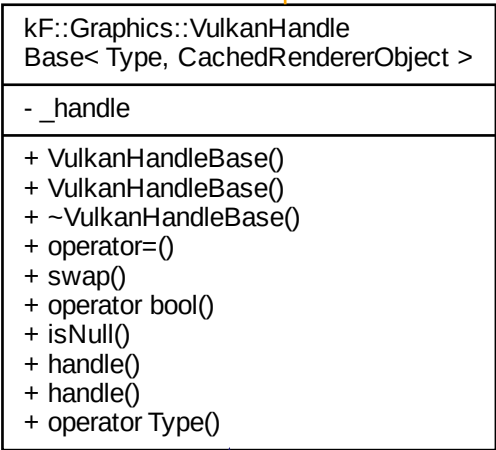 kF::Graphics::VulkanHandle
Base< Type, CachedRendererObject >
- _handle
+ VulkanHandleBase()
+ VulkanHandleBase()
+ ~VulkanHandleBase()
+ operator=()
+ swap()
+ operator bool()
+ isNull()
+ handle()
+ handle()
+ operator Type()